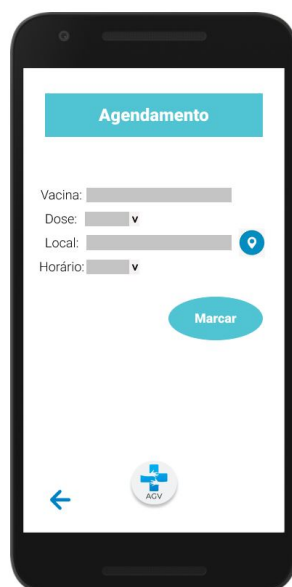 Agendamento
Vacina:
Dose: v
Local:
Horário: v
Marcar
AGV